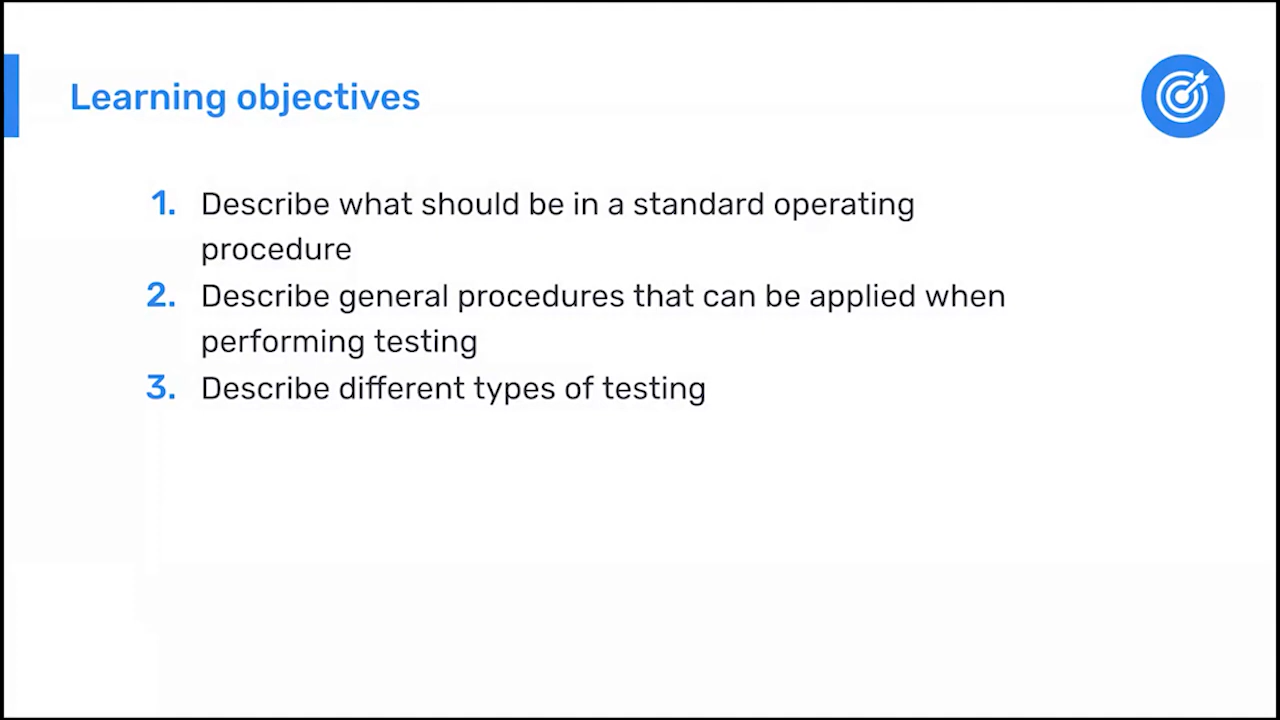 Learning objectives
1. Describe what should be in a standard operating
procedure
2. Describe general procedures that can be applied when
performing testing
3. Describe different types of testing